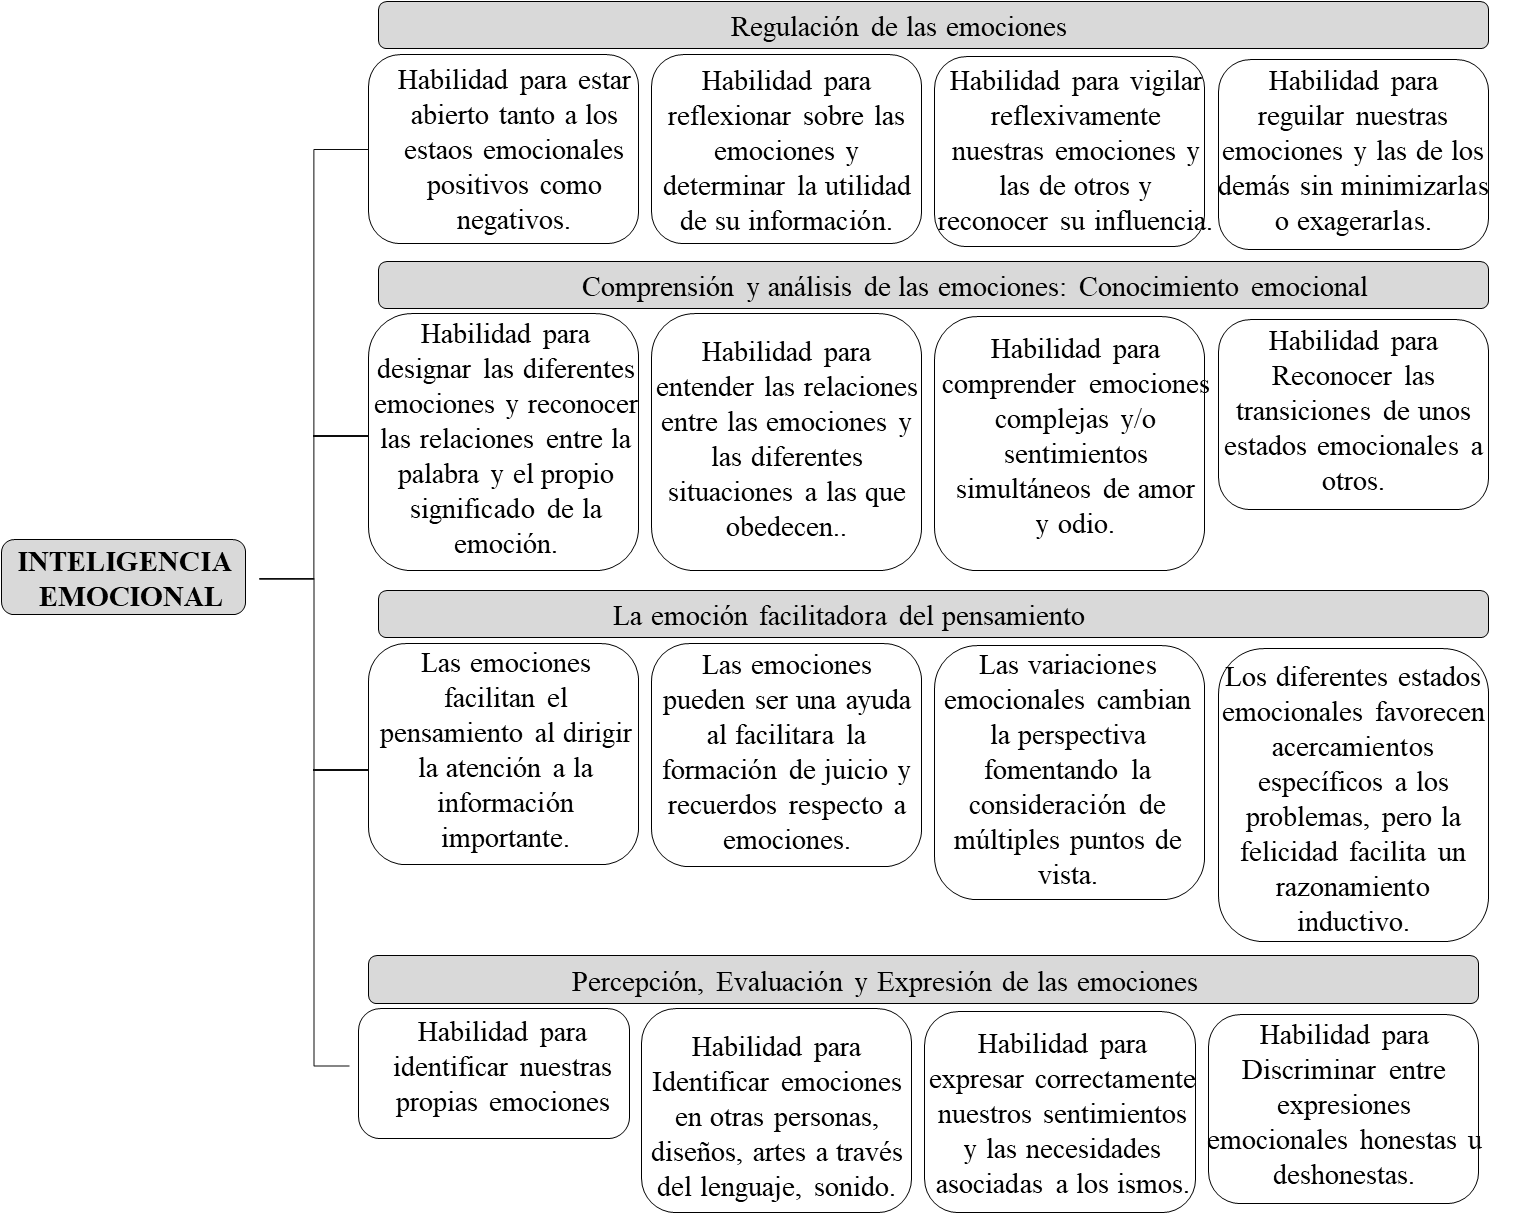 Regulación de las emociones
Habilidad para estar
abierto tanto a los
estaos emocionales
positivos como
negativos.
Habilidad para
reflexionar sobre las
emociones y
determinar la utilidad
de su información.
Habilidad para vigilar
reflexivamente
nuestras emociones y
las de otros y
reconocer su influencia.
Habilidad para
reguilar nuestras
emociones y las de los
demás sin minimizarlas
o exagerarlas.
Comprensión y análisis de las emociones: Conocimiento emocional
Habilidad para
designar las diferentes
emociones y reconocer
las relaciones entre la
palabra y el propio
significado de la
emoción.
Habilidad para
entender las relaciones
entre las emociones y
las diferentes
situaciones a las que
obedecen..
Habilidad para
comprender emociones
complejas y/o
sentimientos
simultáneos de amor
y odio.
Habilidad para
Reconocer las
transiciones de unos
estados emocionales a
otros.
INTELIGENCIA
EMOCIONAL
La emoción facilitadora del pensamiento
Las emociones
facilitan el
pensamiento al dirigir
la atención a la
información
importante.
Las emociones
pueden ser una ayuda
al facilitara la
formación de juicio y
recuerdos respecto a
emociones.
Las variaciones
emocionales cambian
la perspectiva
fomentando la
consideración de
múltiples puntos de
vista.
Los diferentes estados
emocionales favorecen
acercamientos
específicos a los
problemas, pero la
felicidad facilita un
razonamiento
inductivo.
Percepción, Evaluación y Expresión de las emociones
Habilidad para
identificar nuestras
propias emociones
Habilidad para
Identificar emociones
en otras personas,
diseños, artes a través
del lenguaje, sonido.
Habilidad para
expresar correctamente
nuestros sentimientos
y las necesidades
asociadas a los ismos.
Habilidad para
Discriminar entre
expresiones
emocionales honestas u
deshonestas.